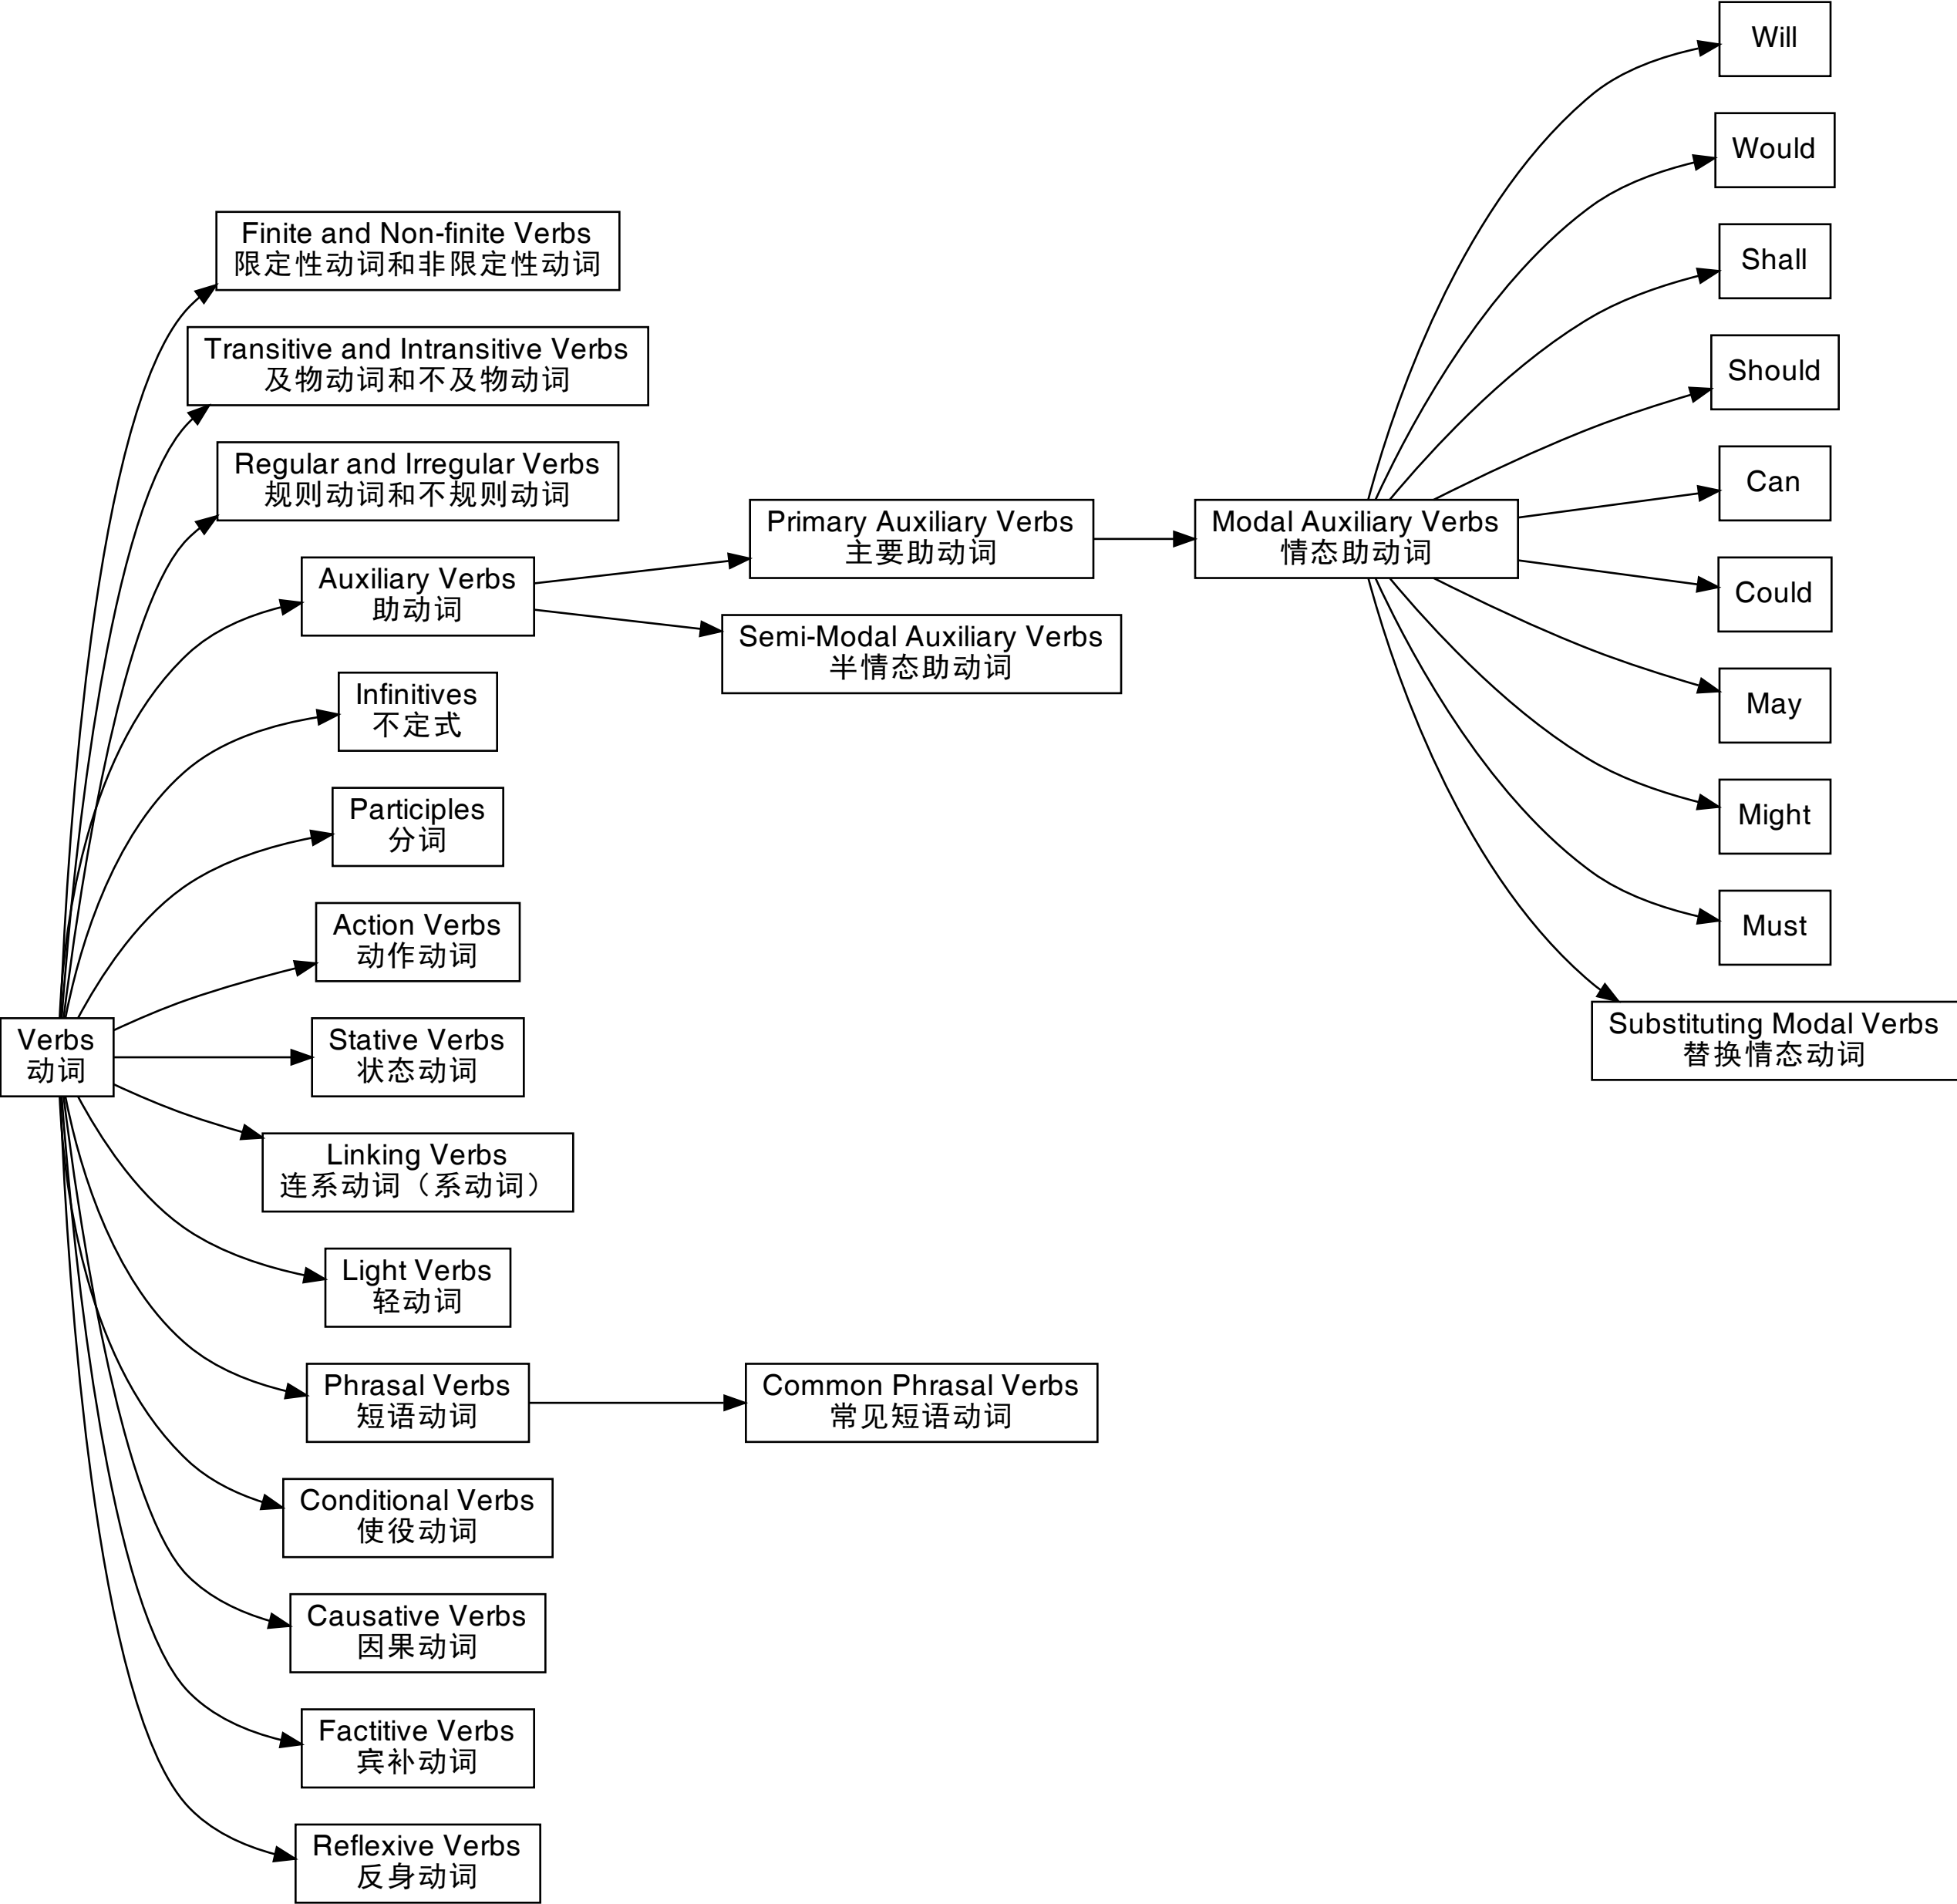 Verbs
动词
Finite and Non-finite Verbs
限定性动词和非限定性动词
Transitive and Intransitive Verbs
及物动词和不及物动词
Regular and Irregular Verbs
规则动词和不规则动词
Auxiliary Verbs
助动词
Primary Auxiliary Verbs
主要助动词
Modal Auxiliary Verbs
情态助动词
Will
Would
Shall
Should
Can
Could
May
Might
Must
Substituting Modal Verbs
替换情态动词
Semi-Modal Auxiliary Verbs
半情态助动词
Infinitives
不定式
Participles
分词
Action Verbs
动作动词
Stative Verbs
状态动词
Linking Verbs
连系动词（系动词）
Light Verbs
轻动词
Phrasal Verbs
短语动词
Common Phrasal Verbs
常见短语动词
Conditional Verbs
使役动词
Causative Verbs
因果动词
Factitive Verbs
宾补动词
Reflexive Verbs
反身动词